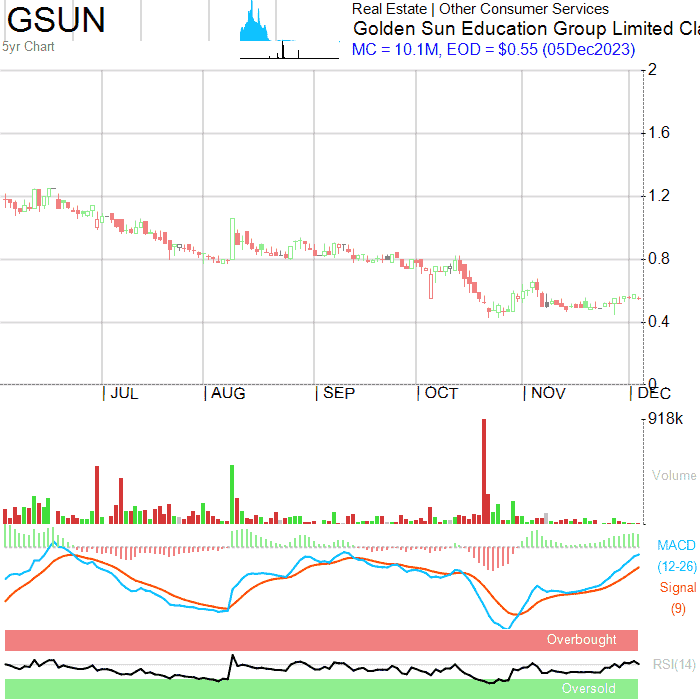 GSUN
5yr Chart
Real Estate | Other Consumer Services
Golden Sun Education Group Limited Cla
MC = 10.1M, EOD = $0.55 (05Dec2023)
2
1.6
1.2
0.8
0.4
0
| JUL | AUG | SEP | OCT | NOV | DEC
918k
Volume
MACD
(12-26)
Signal
(9)
Overbought
RSI(14)
Oversold